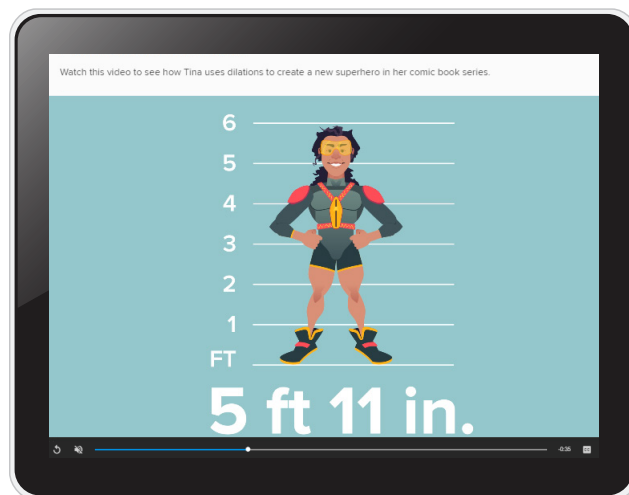 Watch this video to see how Tina uses dilations to create a new superhero in her comic book series.
6
5
4
3
2
1
FT
5 ft 11 in.
-0:35